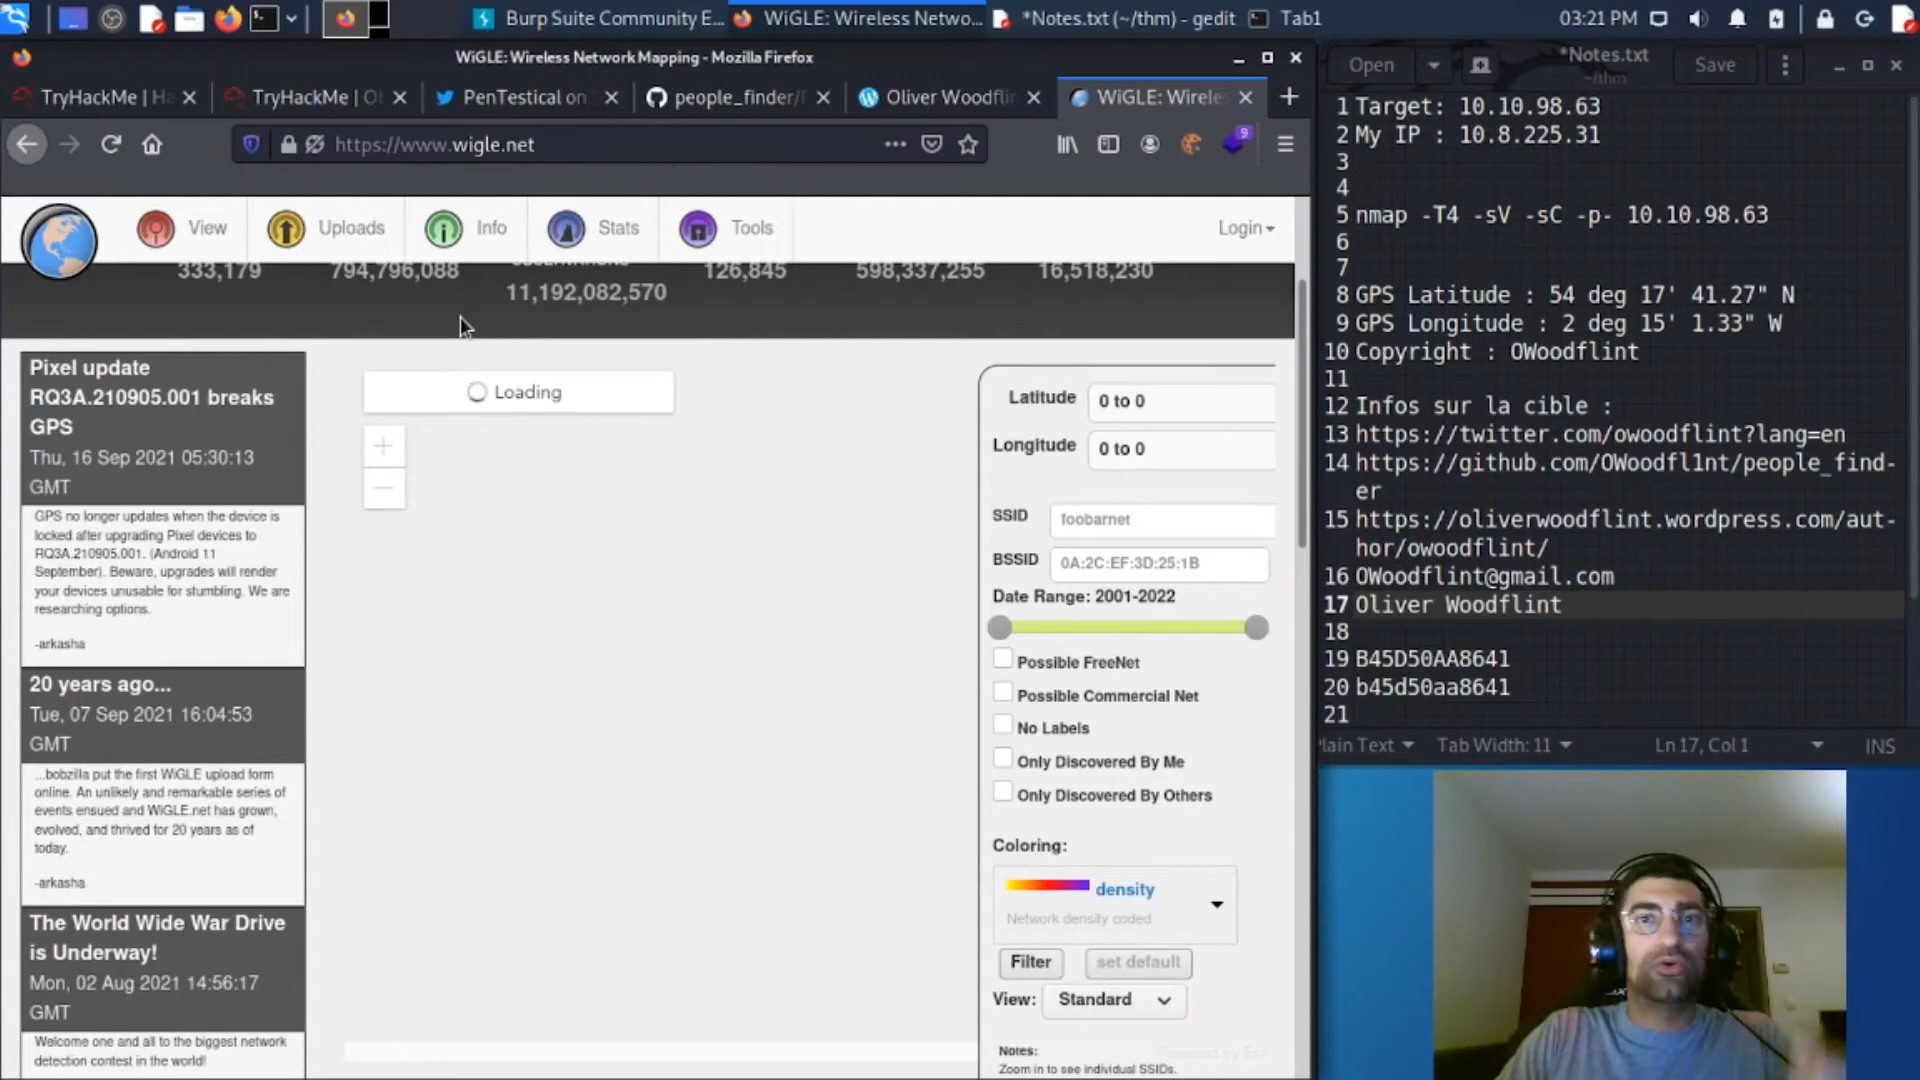 Burp Suite Community E...
WiGLE: Wireless Netwo...
*Notes.txt (~/thm) - gedit
Tab1
03:21 PM
WiGLE: Wireless Network Mapping - Mozilla Firefox
TryHackMe | Ha
TryHackMe | O
PenTestical on
people_finder/
Oliver Woodfli
WiGLE: Wirele
https://www.wigle.net
9
View
Uploads
Info
Stats
Tools
Login
333,179
794,796,088
11,192,082,570
126,845
598,337,255
16,518,230
Pixel update
RQ3A.210905.001 breaks
GPS
Thu, 16 Sep 2021 05:30:13
GMT
GPS no longer updates when the device is
locked after upgrading Pixel devices to
RQ3A.210905.001. (Android 11
September). Beware, upgrades will render
your devices unusable for stumbling. We are
researching options.
-arkasha
20 years ago...
Tue, 07 Sep 2021 16:04:53
GMT
...bobzilla put the first WiGLE upload form
online. An unlikely and remarkable series of
events ensued and WiGLE.net has grown,
evolved, and thrived for 20 years as of
today.
-arkasha
The World Wide War Drive
is Underway!
Mon, 02 Aug 2021 14:56:17
GMT
Welcome one and all to the biggest network
detection contest in the world!
Loading
+
−
Latitude 0 to 0
Longitude 0 to 0
SSID foobarnet
BSSID 0A:2C:EF:3D:25:1B
Date Range: 2001-2022
Possible FreeNet
Possible Commercial Net
No Labels
Only Discovered By Me
Only Discovered By Others
Coloring:
density
Network density coded
Filter set default
View: Standard
Notes:
Zoom in to see individual SSIDs.
Powered by Esri
Open
*Notes.txt
~/thm
Save
1 Target: 10.10.98.63
2 My IP : 10.8.225.31
3
4
5 nmap -T4 -sV -sC -p- 10.10.98.63
6
7
8 GPS Latitude : 54 deg 17' 41.27" N
9 GPS Longitude : 2 deg 15' 1.33" W
10 Copyright : OWoodflint
11
12 Infos sur la cible :
13 https://twitter.com/owoodflint?lang=en
14 https://github.com/OWoodfl1nt/people_find-
er
15 https://oliverwoodflint.wordpress.com/aut-
hor/owoodflint/
16 OWoodflint@gmail.com
17 Oliver Woodflint
18
19 B45D50AA8641
20 b45d50aa8641
21
Plain Text
Tab Width: 11
Ln 17, Col 1
INS